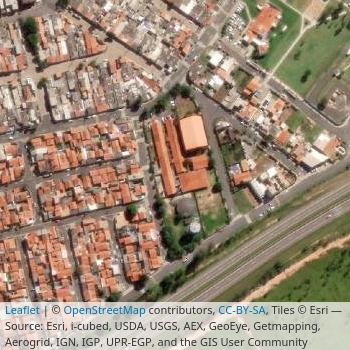 Leaflet | © OpenStreetMap contributors, CC-BY-SA, Tiles © Esri —
Source: Esri, i-cubed, USDA, USGS, AEX, GeoEye, Getmapping,
Aerogrid, IGN, IGP, UPR-EGP, and the GIS User Community